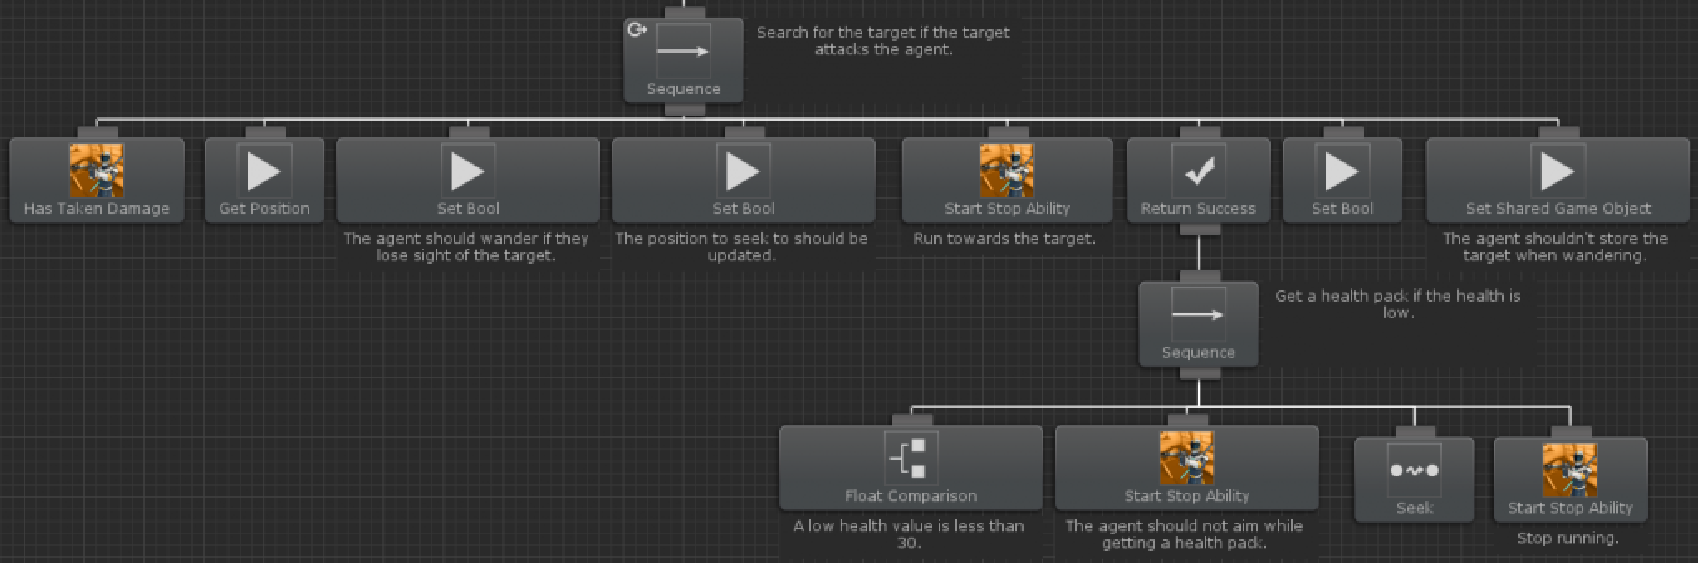 Search for the target if the target
attacks the agent.
Sequence
Has Taken Damage
Get Position
Set Bool
Set Bool
Start Stop Ability
Return Success
Set Bool
Set Shared Game Object
The agent should wander if they
lose sight of the target.
The position to seek to should be
updated.
Run towards the target.
The agent shouldn't store the
target when wandering.
Get a health pack if the health is
low.
Sequence
Float Comparison
Start Stop Ability
Seek
Start Stop Ability
A low health value is less than
30.
The agent should not aim while
getting a health pack.
Stop running.